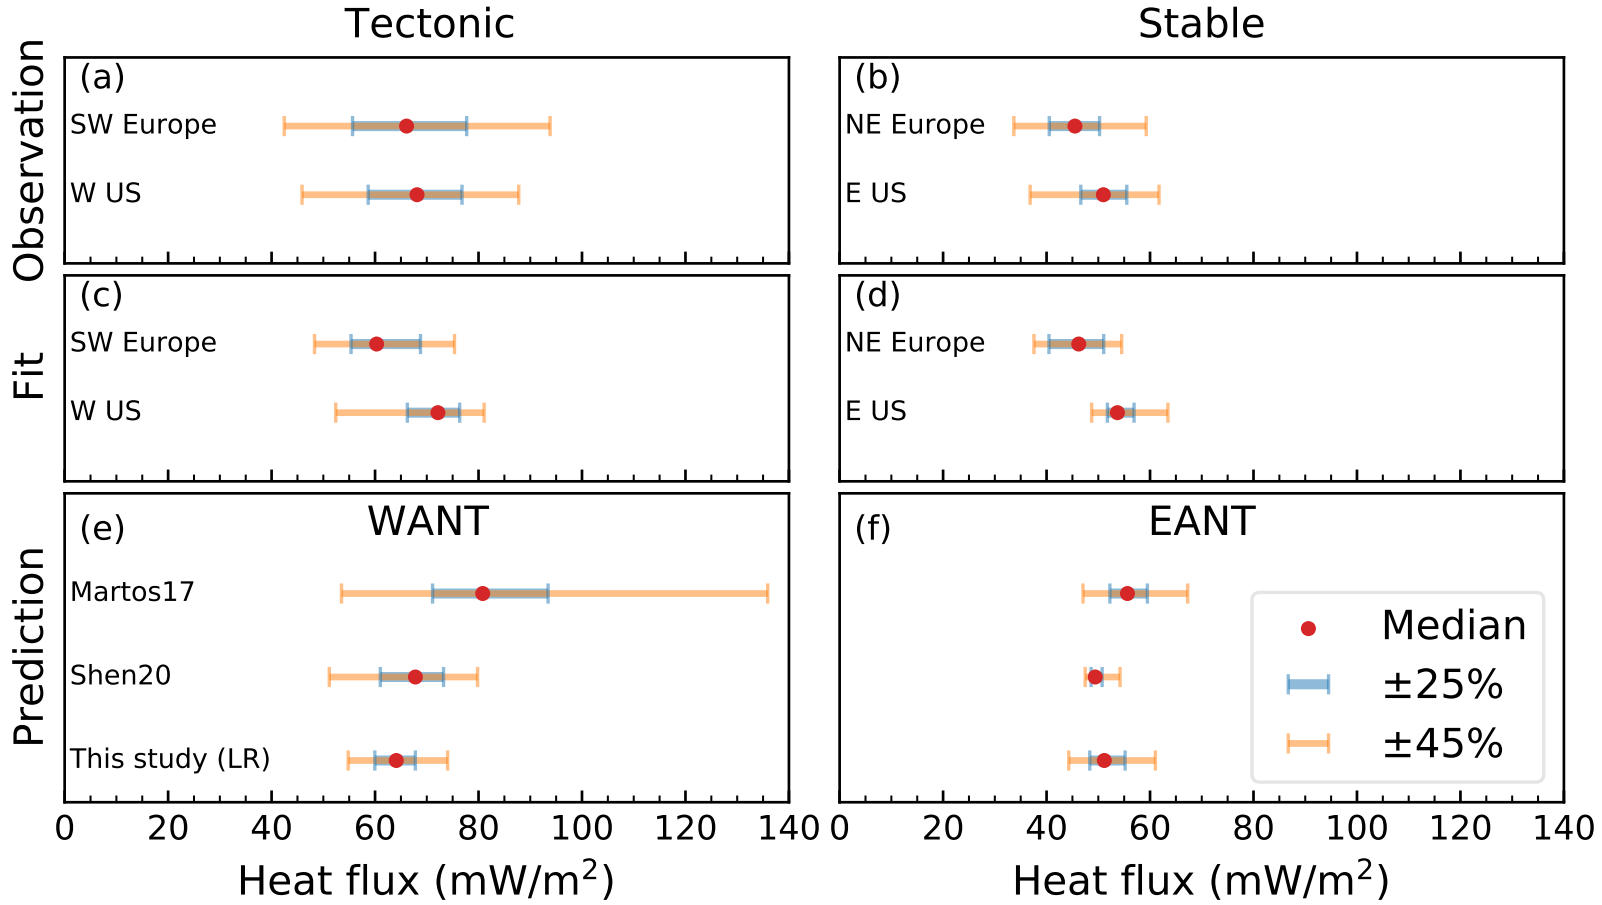 Tectonic
Stable
Observation
(a)
SW Europe
W US
(b)
NE Europe
E US
Fit
(c)
SW Europe
W US
(d)
NE Europe
E US
Prediction
(e)
WANT
Martos17
Shen20
This study (LR)
(f)
EANT
Median
±25%
±45%
0 20 40 60 80 100 120 140
0 20 40 60 80 100 120 140
Heat flux (mW/m²)
Heat flux (mW/m²)